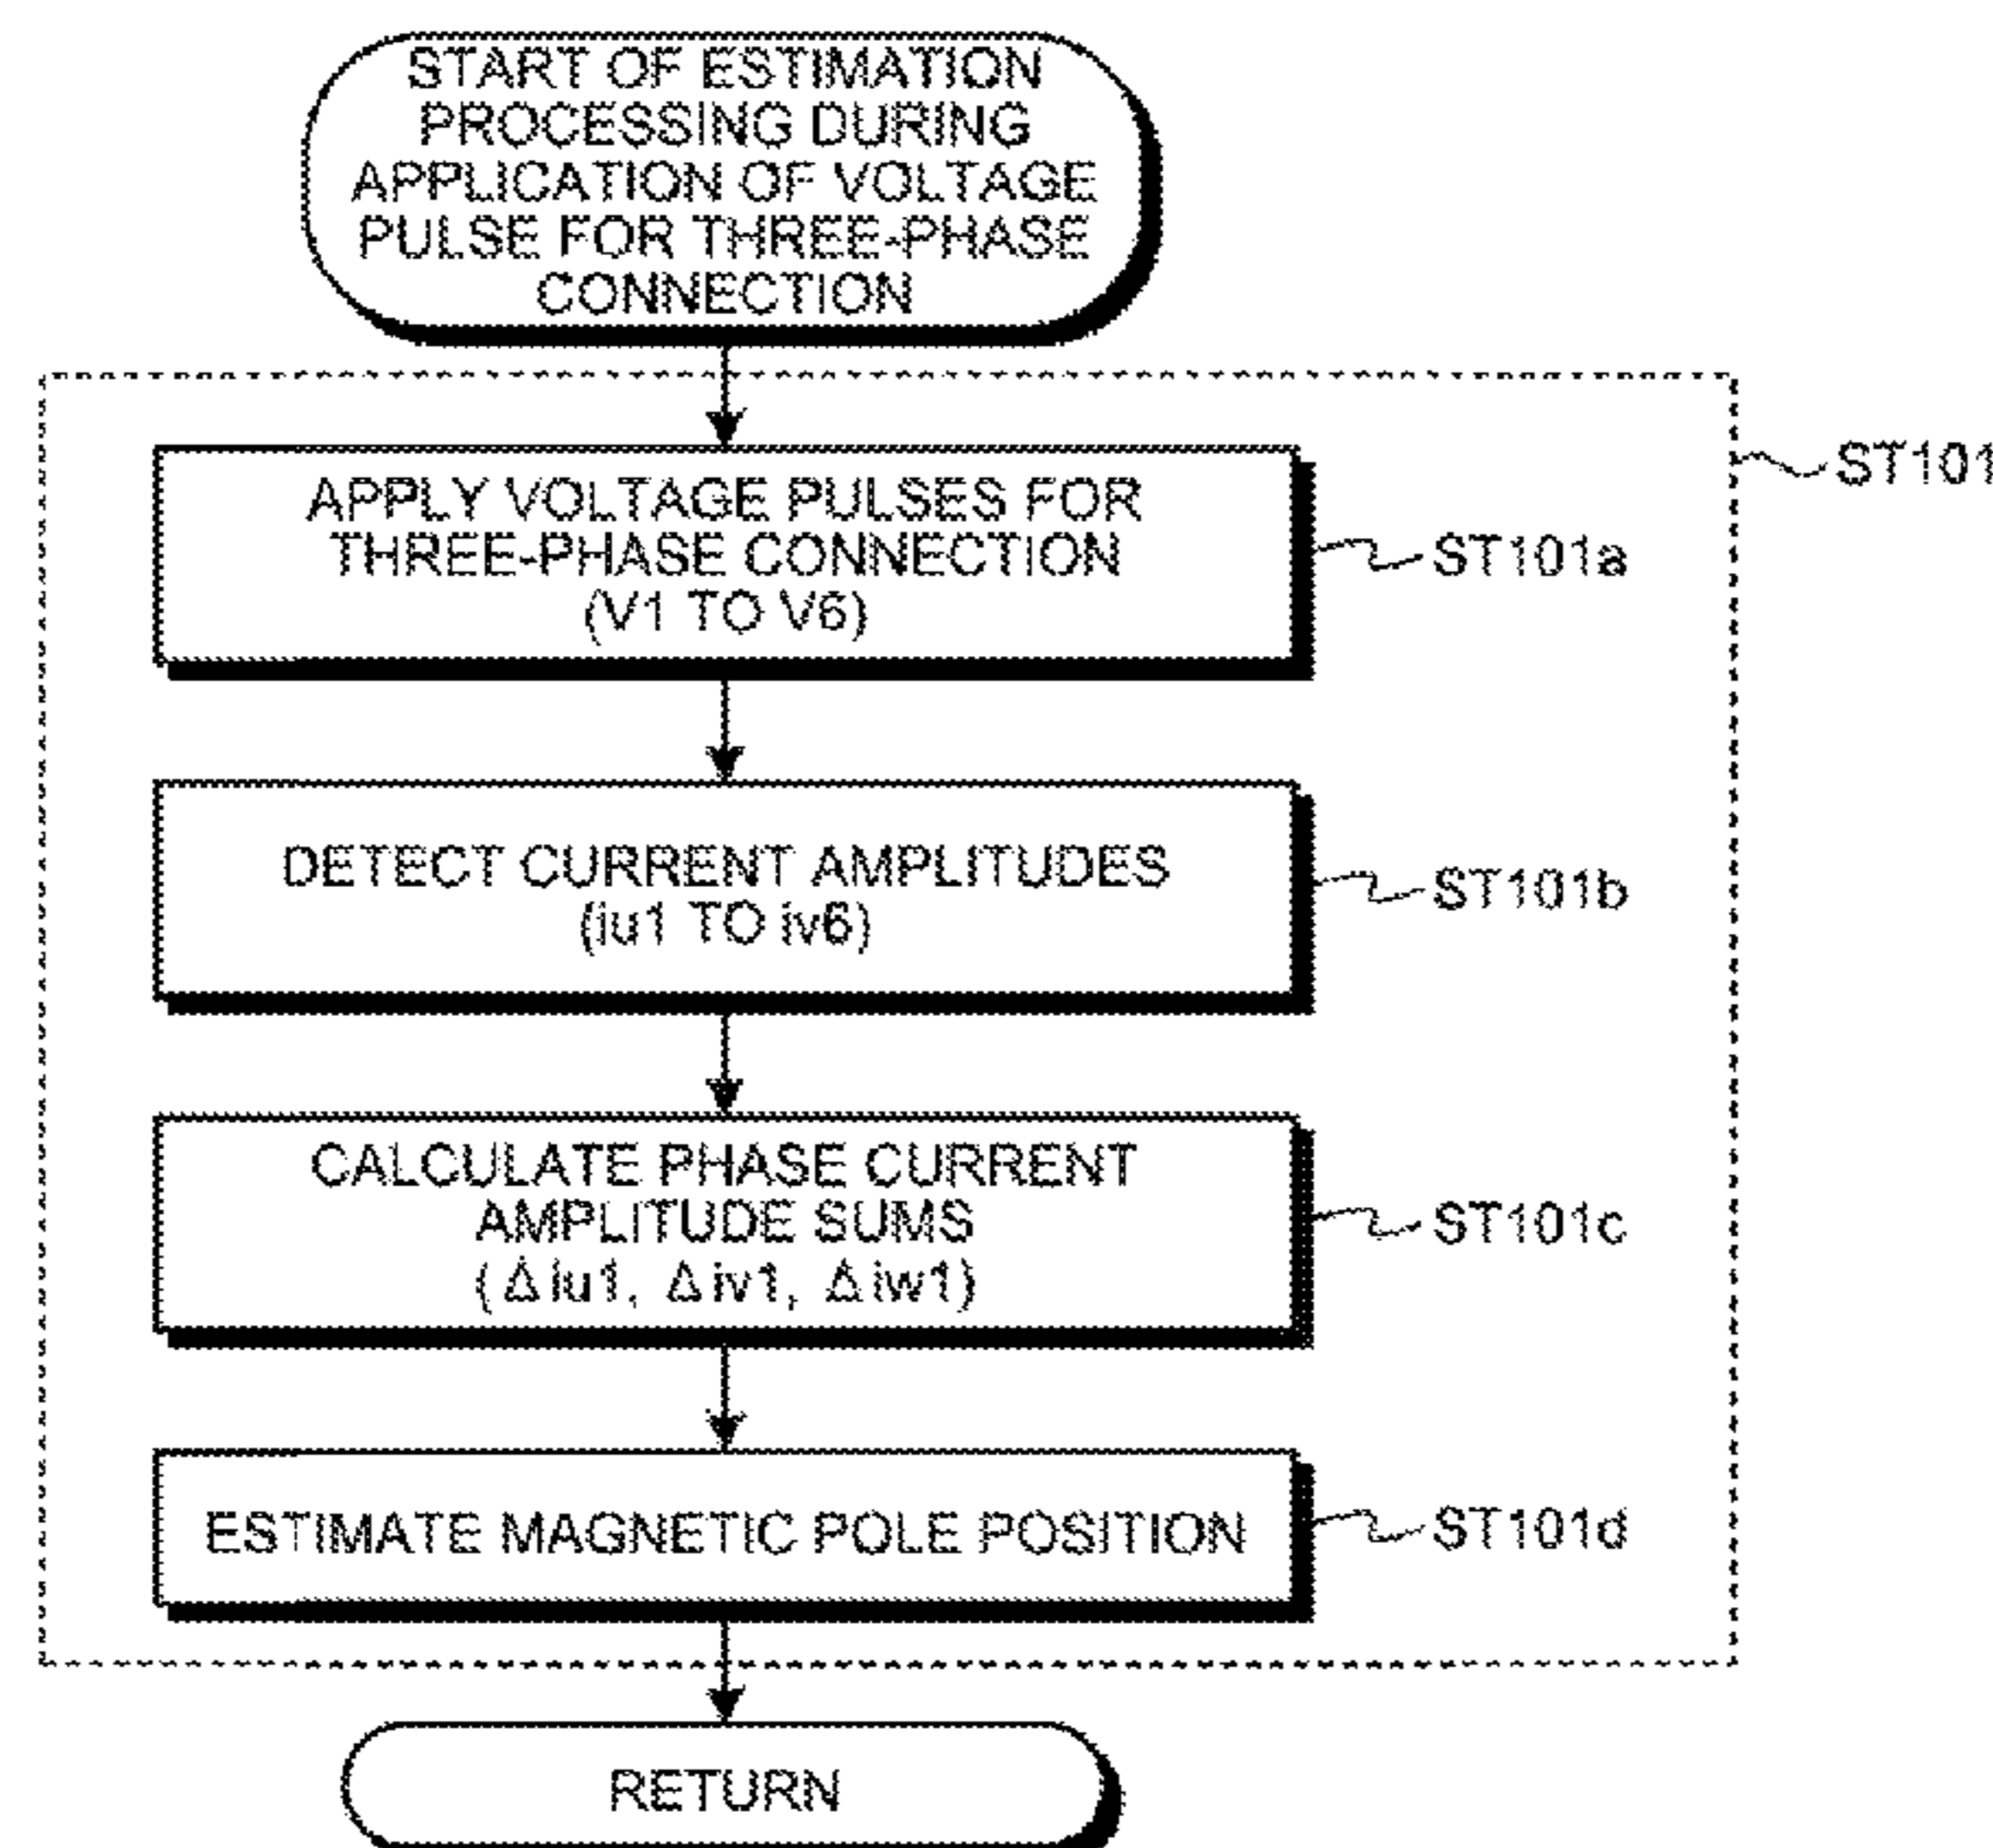 START OF ESTIMATION
PROCESSING DURING
APPLICATION OF VOLTAGE
PULSE FOR THREE-PHASE
CONNECTION
ST101
APPLY VOLTAGE PULSES FOR
THREE-PHASE CONNECTION
(V1 TO V6)
ST101a
DETECT CURRENT AMPLITUDES
(iu1 TO iv6)
ST101b
CALCULATE PHASE CURRENT
AMPLITUDE SUMS
(Δiu1, Δiv1, Δiw1)
ST101c
ESTIMATE MAGNETIC POLE POSITION
ST101d
RETURN